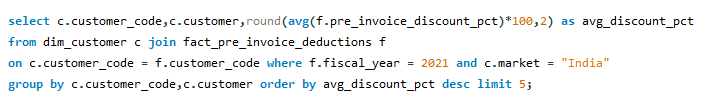 select c.customer_code,c.customer,round(avg(f.pre_invoice_discount_pct)*100,2) as avg_discount_pct
from dim_customer c join fact_pre_invoice_deductions f
on c.customer_code = f.customer_code where f.fiscal_year = 2021 and c.market = "India"
group by c.customer_code,c.customer order by avg_discount_pct desc limit 5;